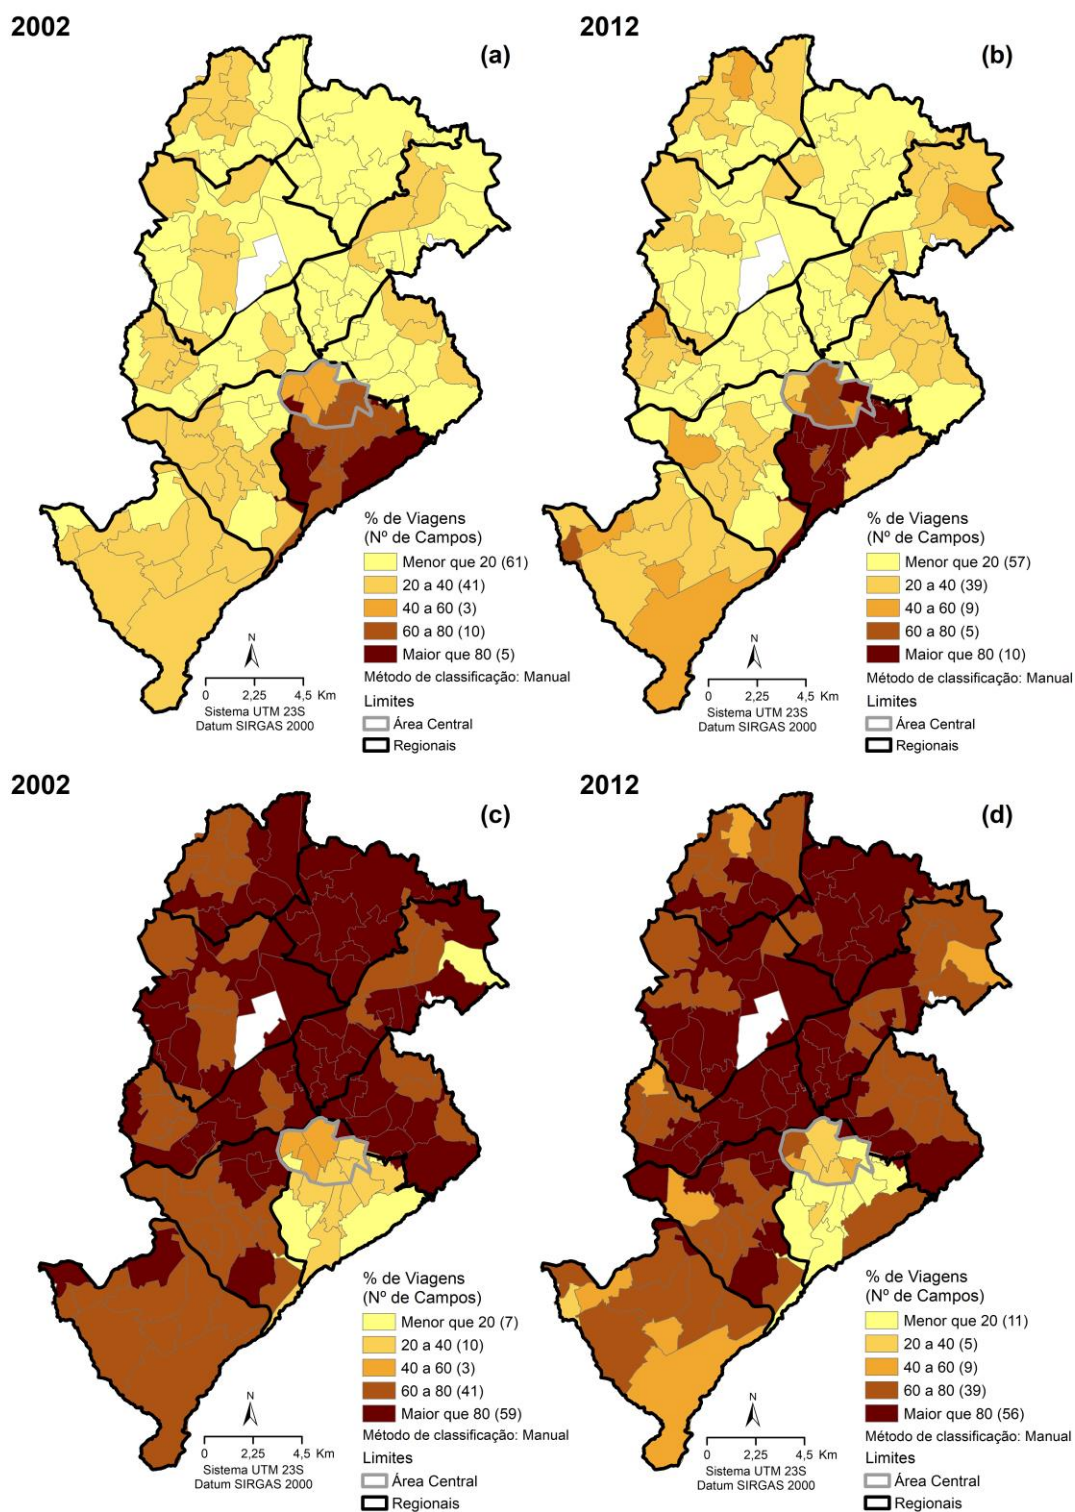 2002
(a)
% de Viagens
(Nº de Campos)
Menor que 20 (61)
20 a 40 (41)
40 a 60 (3)
60 a 80 (10)
Maior que 80 (5)
Método de classificação: Manual
Limites
Área Central
Regionais
N
0 2,25 4,5 Km
Sistema UTM 23S
Datum SIRGAS 2000
2012
(b)
% de Viagens
(Nº de Campos)
Menor que 20 (57)
20 a 40 (39)
40 a 60 (9)
60 a 80 (5)
Maior que 80 (10)
Método de classificação: Manual
Limites
Área Central
Regionais
N
0 2,25 4,5 Km
Sistema UTM 23S
Datum SIRGAS 2000
2002
(c)
% de Viagens
(Nº de Campos)
Menor que 20 (7)
20 a 40 (10)
40 a 60 (3)
60 a 80 (41)
Maior que 80 (59)
Método de classificação: Manual
Limites
Área Central
Regionais
N
0 2,25 4,5 Km
Sistema UTM 23S
Datum SIRGAS 2000
2012
(d)
% de Viagens
(Nº de Campos)
Menor que 20 (11)
20 a 40 (5)
40 a 60 (9)
60 a 80 (39)
Maior que 80 (56)
Método de classificação: Manual
Limites
Área Central
Regionais
N
0 2,25 4,5 Km
Sistema UTM 23S
Datum SIRGAS 2000